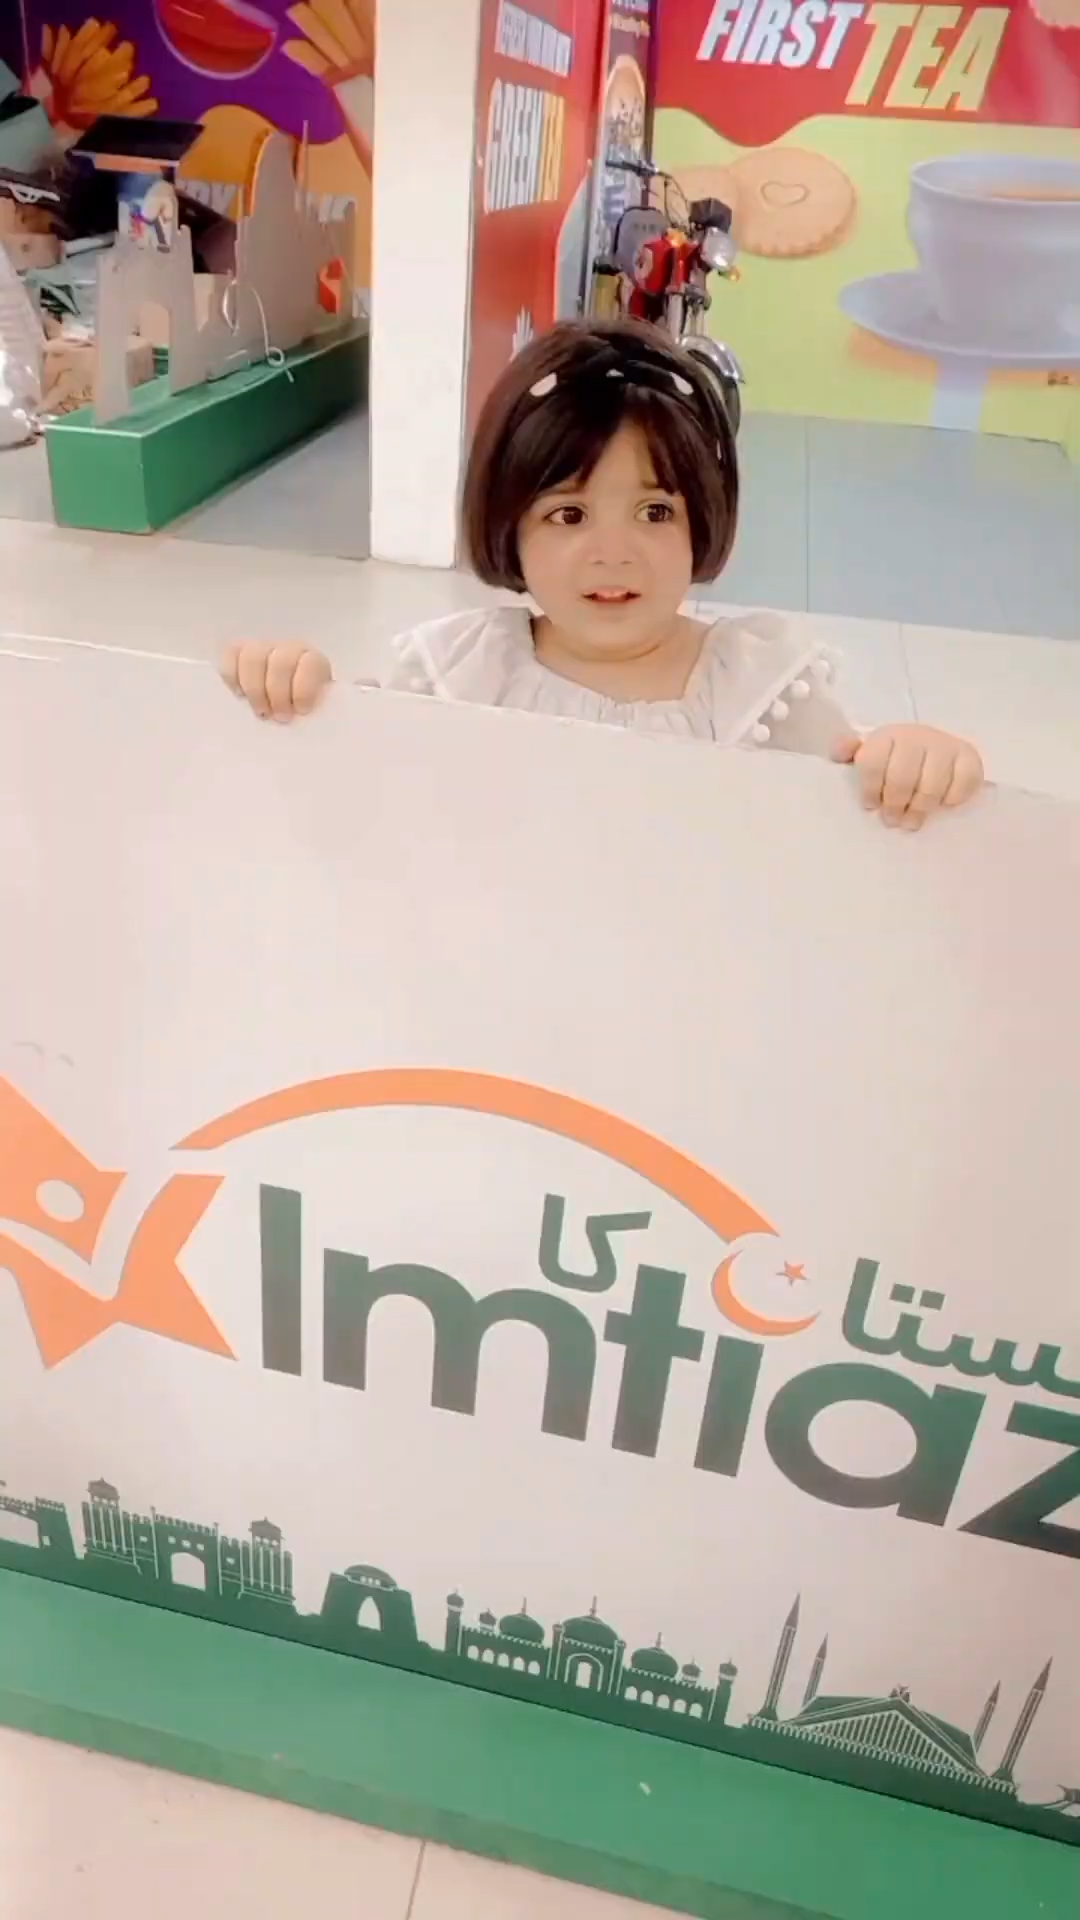 FIRST TEA
GREEN TEA
کا
ستا
Imtiaz